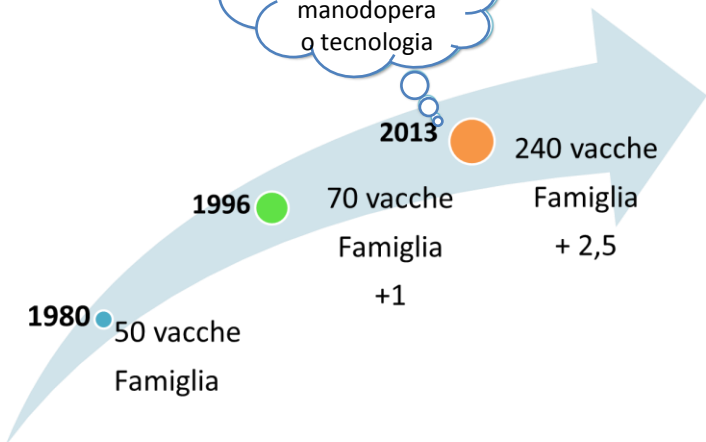 manodopera
o tecnologia
2013
240 vacche
Famiglia
+ 2,5
1996
70 vacche
Famiglia
+1
1980
50 vacche
Famiglia